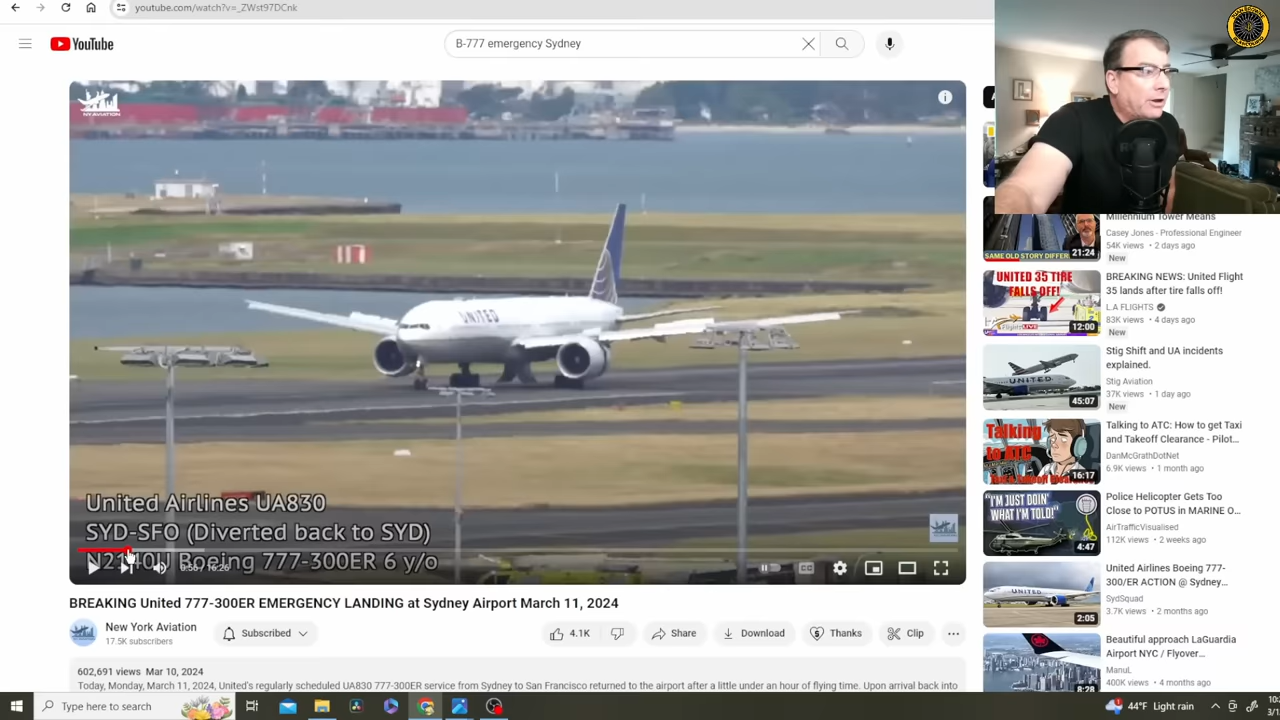 youtube.com/watch?v=_ZWst97DCnk
YouTube
B-777 emergency Sydney
NY AVIATION
UNITED
United Airlines UA830
SYD-SFO (Diverted back to SYD)
Boeing 777-300ER 6 y/o
BREAKING United 777-300ER EMERGENCY LANDING at Sydney Airport March 11, 2024
New York Aviation
17.5K subscribers
Subscribed
4.1K
Share
Download
Thanks
Clip
602,691 views Mar 10, 2024
Today, Monday, March 11, 2024, United's regularly scheduled UA830 777-300ER service from Sydney to San Francisco returned to the airport after a little under an hour of flying time. Upon arrival back into
Millennium Tower Means
Casey Jones - Professional Engineer
54K views • 2 days ago
New
SAME OLD STORY DIFFER
21:24
UNITED 35 TIRE
FALLS OFF!
12:00
BREAKING NEWS: United Flight
35 lands after tire falls off!
L.A FLIGHTS
83K views • 4 days ago
New
UNITED
45:07
Stig Shift and UA incidents
explained.
Stig Aviation
37K views • 1 day ago
New
Talking
to ATC
16:17
Talking to ATC: How to get Taxi
and Takeoff Clearance - Pilot...
DanMcGrathDotNet
6.9K views • 1 month ago
"I'M JUST DOIN'
WHAT I'M TOLD!"
4:47
Police Helicopter Gets Too
Close to POTUS in MARINE O...
AirTrafficVisualised
112K views • 2 weeks ago
UNITED
2:05
United Airlines Boeing 777-
300/ER ACTION @ Sydney...
SydSquad
3.7K views • 2 months ago
8:28
Beautiful approach LaGuardia
Airport NYC / Flyover...
ManuL
400K views • 4 months ago
Type here to search
44°F Light rain